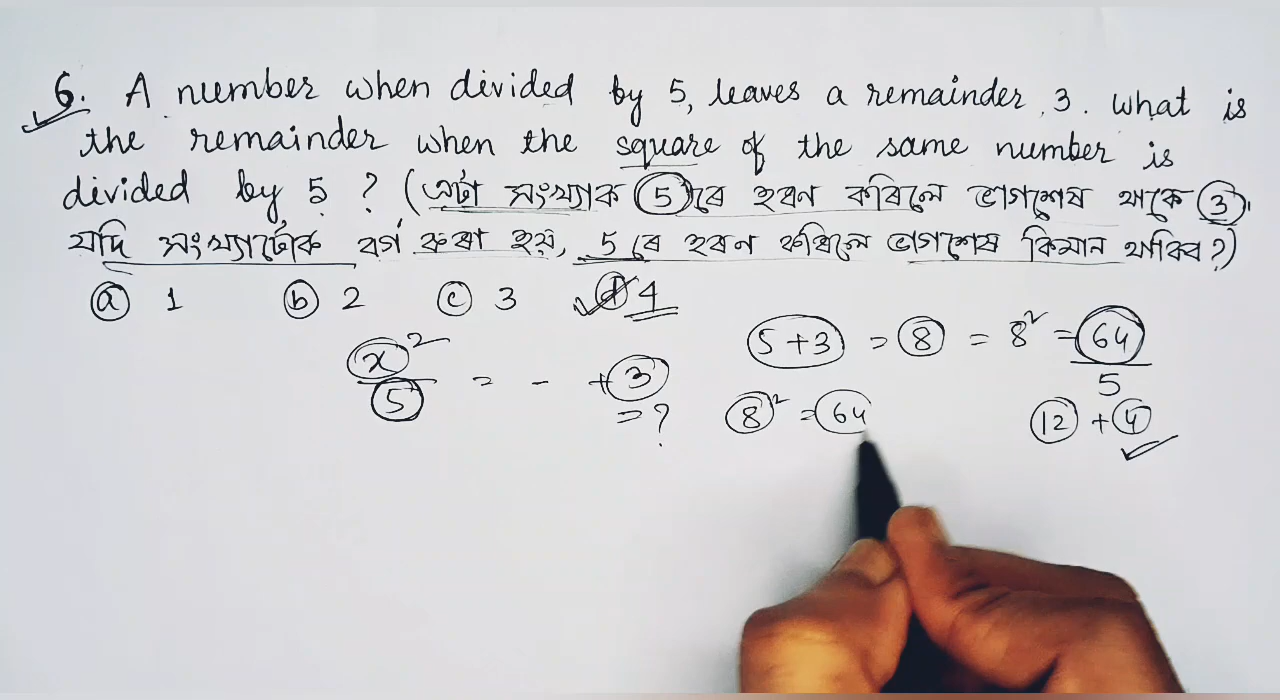 6. A number when divided by 5, leaves a remainder 3. What is
the remainder when the square of the same number is
divided by 5 ? (এটা সংখ্যাক 5 ৰে হৰণ কৰিলে ভাগশেষ থাকে 3.
যদি সংখ্যাটোক বৰ্গ কৰা হয়, 5 ৰে হৰণ কৰিলে ভাগশেষ কিমান থাকিব ?)
(a) 1 (b) 2 (c) 3 (d) 4
x² / 5 = - + 3
= ?
5 + 3 = 8 = 8² = 64 / 5
8² = 64
12 + 4